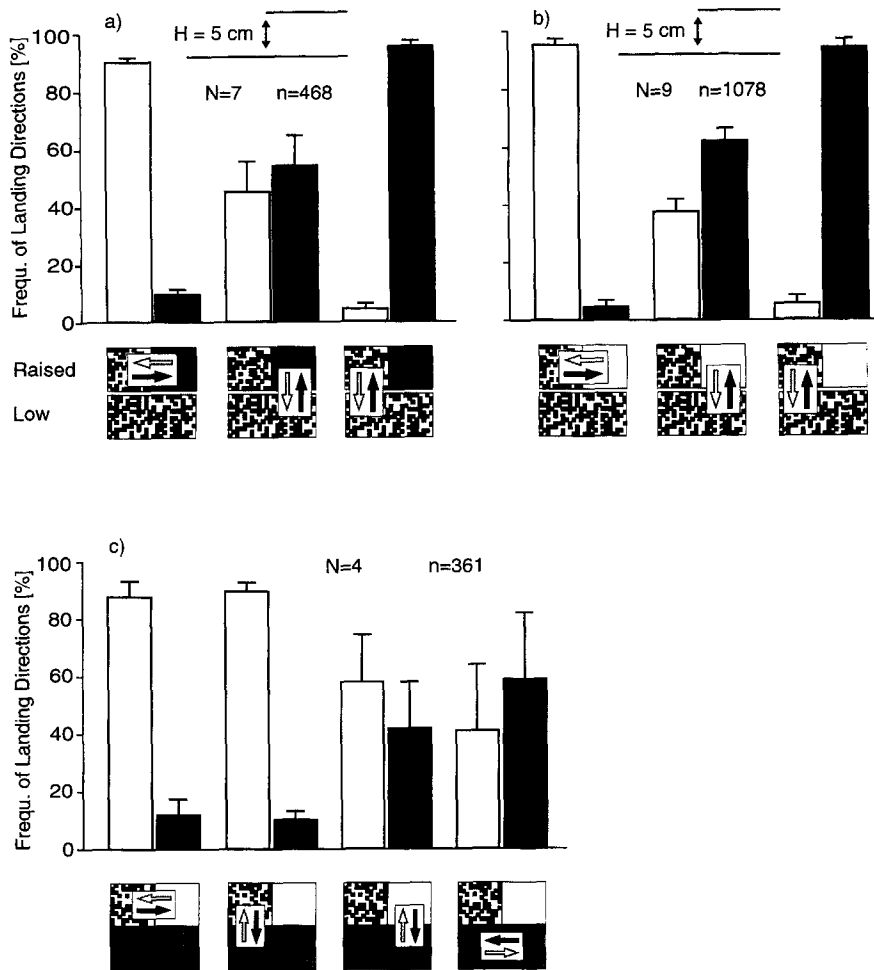 a)
H = 5 cm
N=7 n=468
Frequ. of Landing Directions [%]
100
80
60
40
20
0
Raised
Low
b)
H = 5 cm
N=9 n=1078
c)
N=4 n=361
Frequ. of Landing Directions [%]
100
80
60
40
20
0